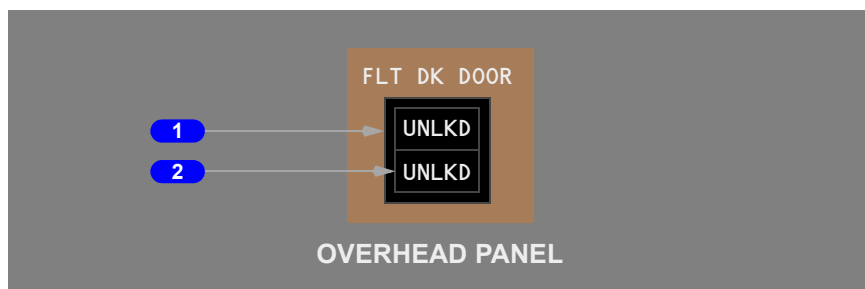 FLT DK DOOR
1
UNLKD
2
UNLKD
OVERHEAD PANEL